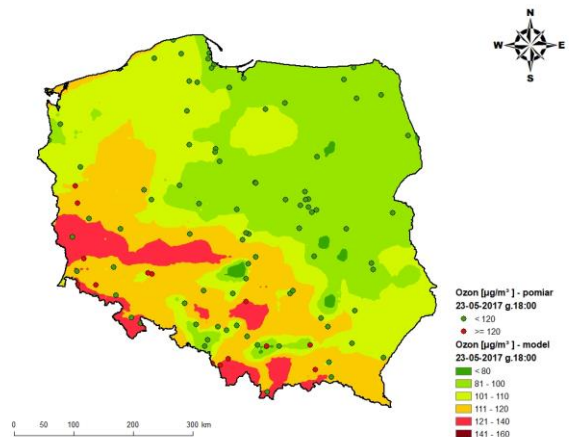 N
W E
S
Ozon [µg/m³ ] - pomiar
23-05-2017 g.18:00
< 120
>= 120
Ozon [µg/m³ ] - model
23-05-2017 g.18:00
< 80
81 - 100
101 - 110
111 - 120
121 - 140
141 - 160
0 50 100 200 300 km